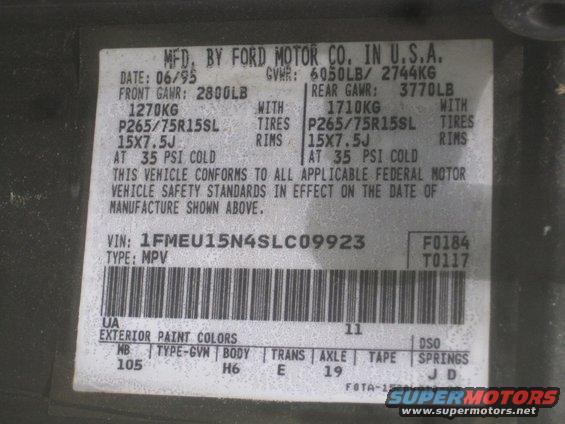 MFD. BY FORD MOTOR CO. IN U.S.A.
DATE: 06/95 GVWR: 6050LB/ 2744KG
FRONT GAWR: 2800LB REAR GAWR: 3770LB
1270KG WITH 1710KG WITH
P265/75R15SL TIRES P265/75R15SL TIRES
15X7.5J RIMS 15X7.5J RIMS
AT 35 PSI COLD AT 35 PSI COLD
THIS VEHICLE CONFORMS TO ALL APPLICABLE FEDERAL MOTOR
VEHICLE SAFETY STANDARDS IN EFFECT ON THE DATE OF
MANUFACTURE SHOWN ABOVE.
VIN: 1FMEU15N4SLC09923 F0184
TYPE: MPV T0117
UA 11
EXTERIOR PAINT COLORS DSO
WB TYPE-GVW BODY TRANS AXLE TAPE SPRINGS
105 H6 E 19 J D
SUPERMOTORS
www.supermotors.net